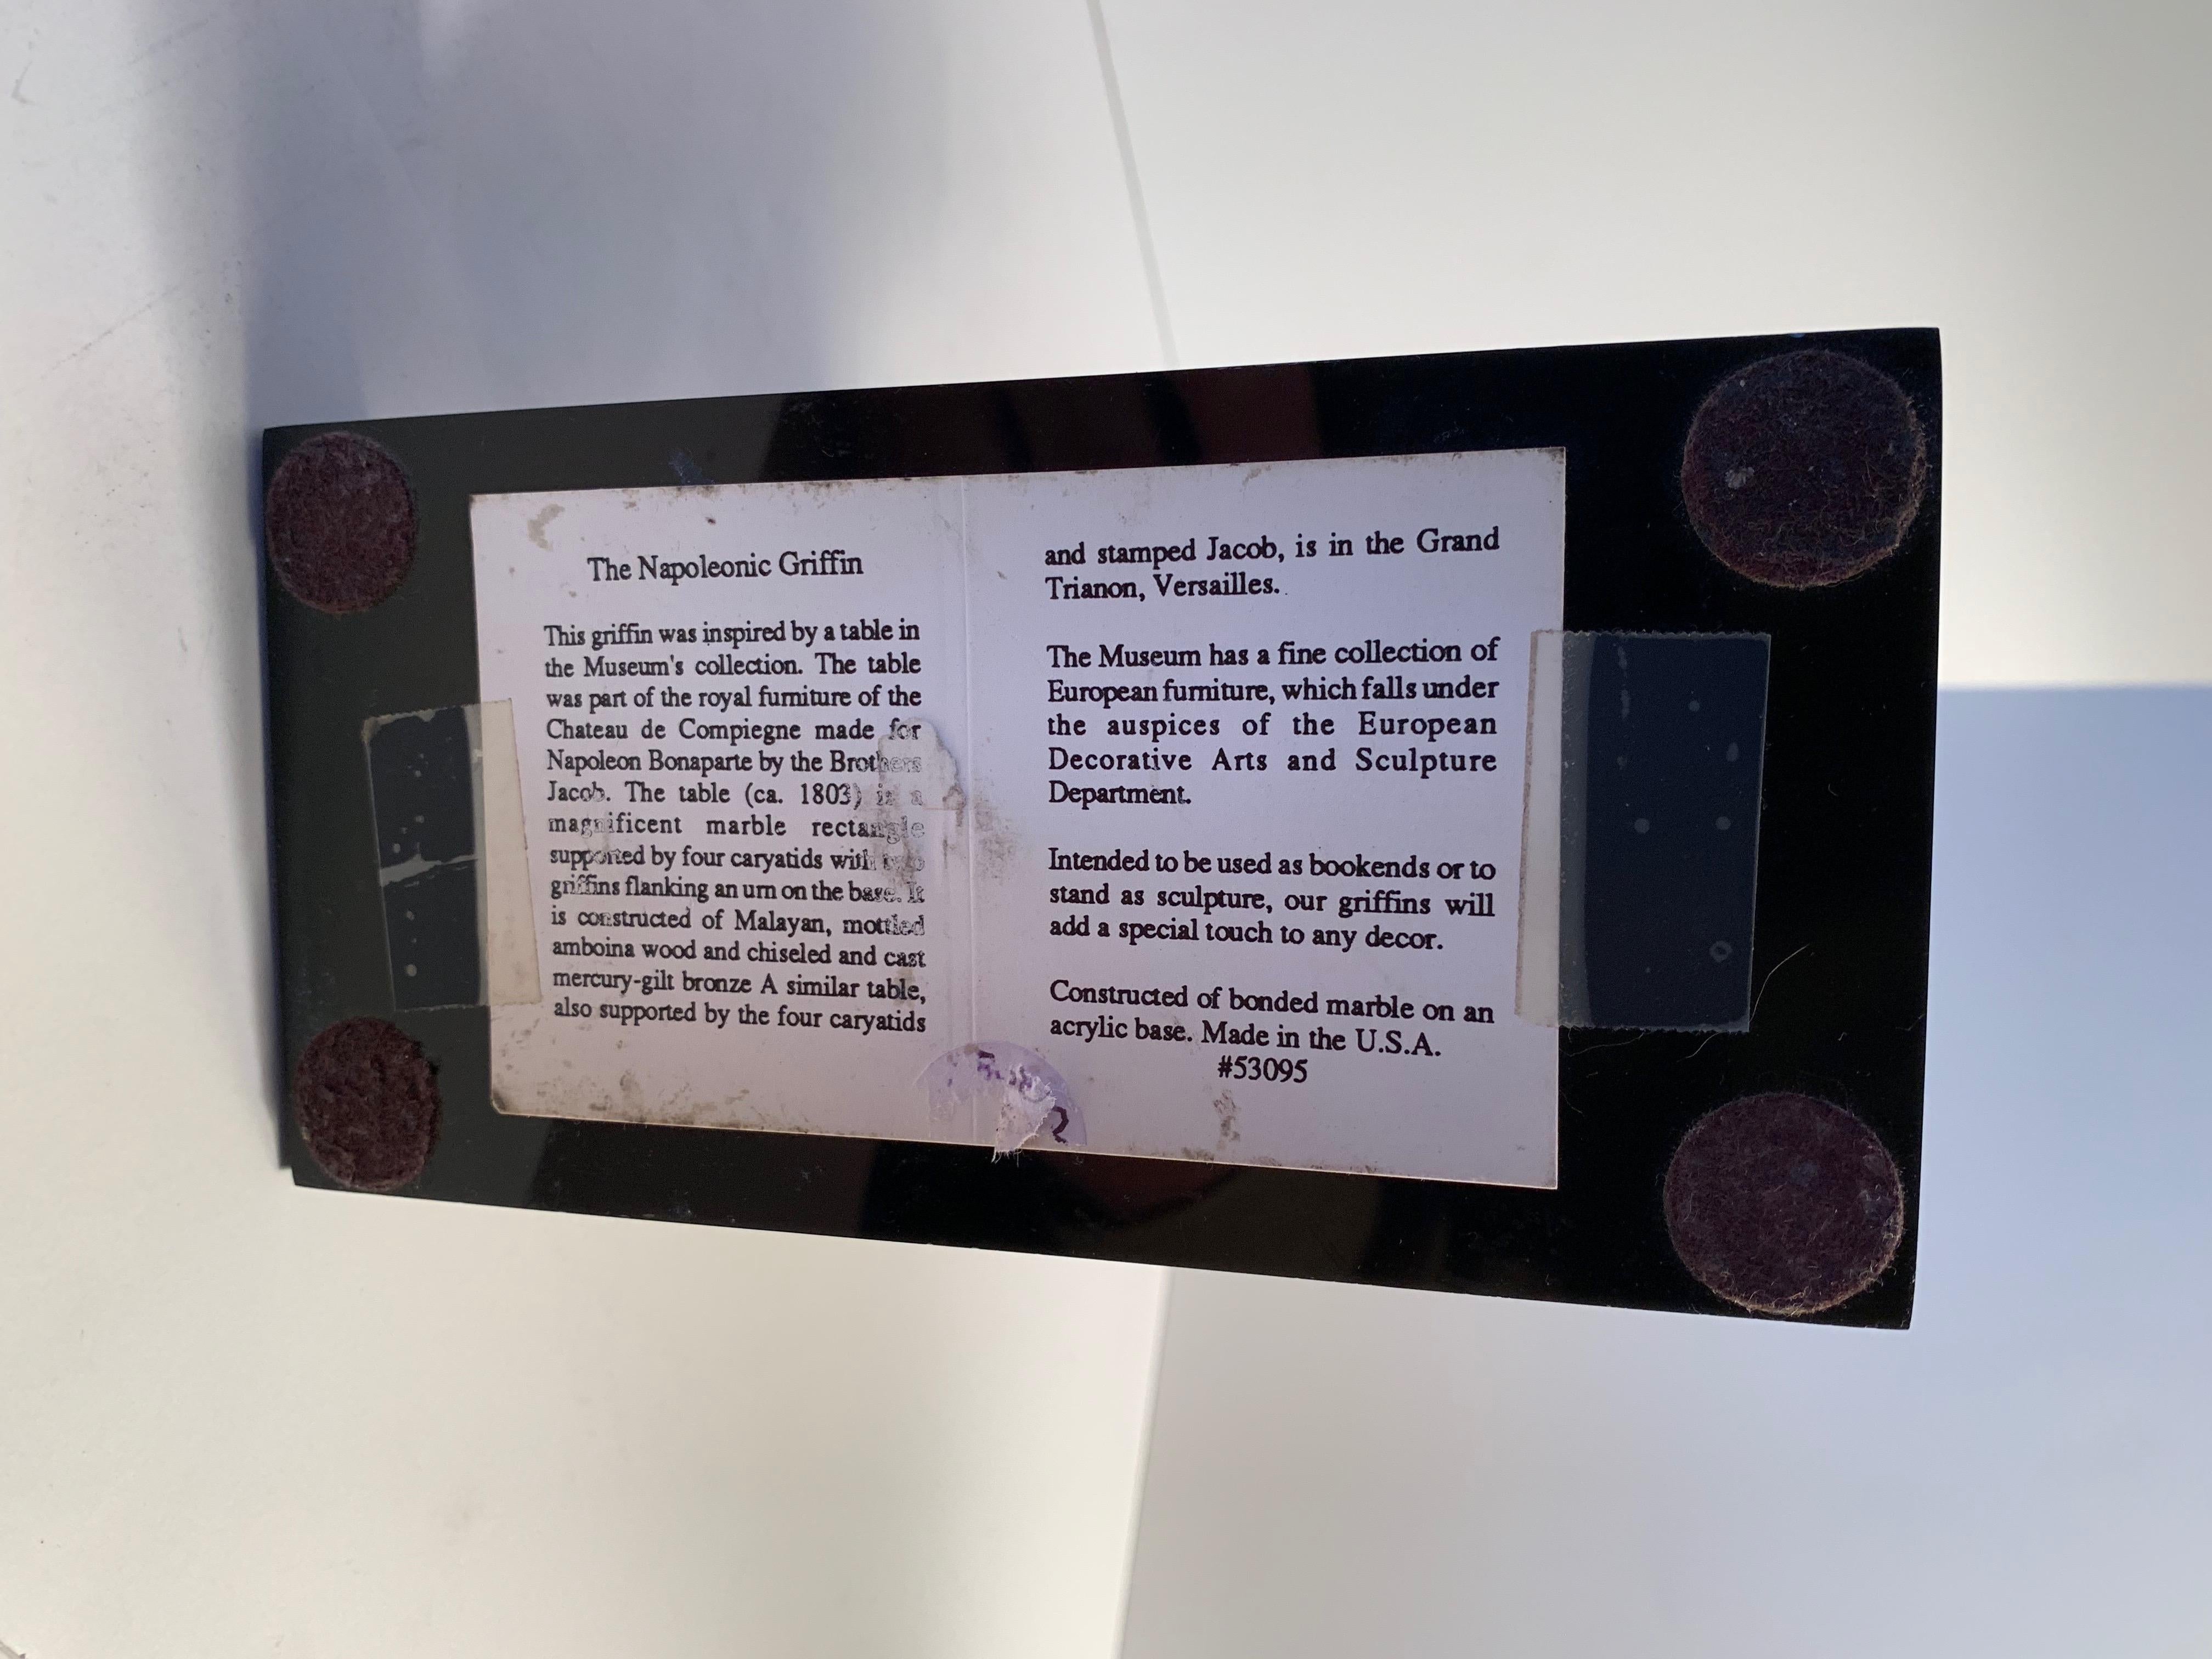 The Napoleonic Griffin
This griffin was inspired by a table in
the Museum's collection. The table
was part of the royal furniture of the
Chateau de Compiegne made for
Napoleon Bonaparte by the Brothers
Jacob. The table (ca. 1803) is a
magnificent marble rectangle
supported by four caryatids with two
griffins flanking an urn on the base. It
is constructed of Malayan, mottled
amboina wood and chiseled and cast
mercury-gilt bronze A similar table,
also supported by the four caryatids
and stamped Jacob, is in the Grand
Trianon, Versailles.
The Museum has a fine collection of
European furniture, which falls under
the auspices of the European
Decorative Arts and Sculpture
Department.
Intended to be used as bookends or to
stand as sculpture, our griffins will
add a special touch to any decor.
Constructed of bonded marble on an
acrylic base. Made in the U.S.A.
#53095